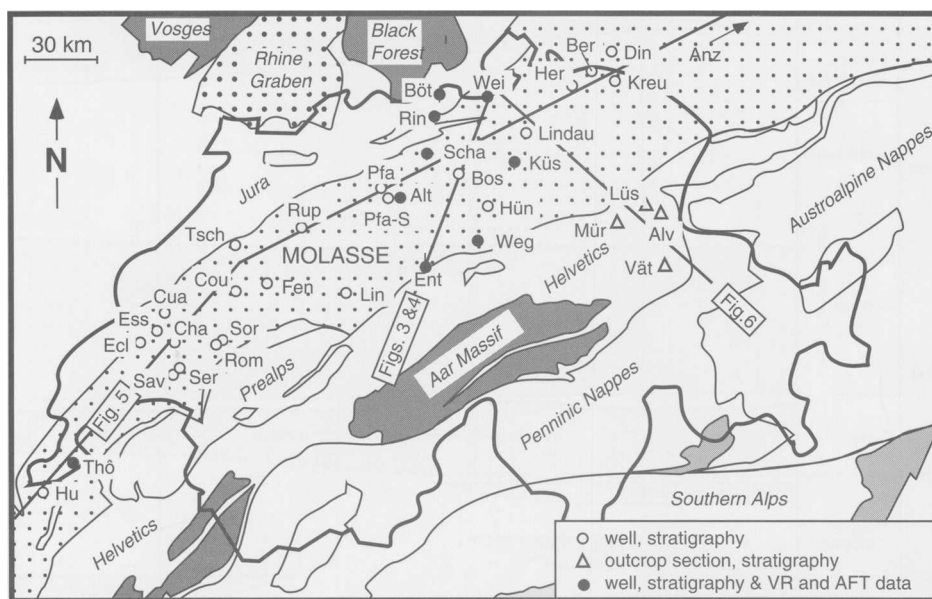 Vosges
Black
Forest
30 km
Rhine
Graben
Ber
Din
Anz
Her
Kreu
Böt
Wei
Rin
N
Lindau
Scha
Küs
Jura
Pfa
Bos
Alt
Pfa-S
Hün
Lüs
Austroalpine Nappes
Rup
Mür
Alv
Tsch
MOLASSE
Weg
Helvetics
Vät
Ent
Cou
Fen
Lin
Cua
Fig.6
Ess
Cha
Sor
Figs. 3 &4
Ecl
Rom
Aar Massif
Prealps
Sav
Ser
Penninic Nappes
Fig. 5
Thô
Hu
Southern Alps
Helvetics
well, stratigraphy
outcrop section, stratigraphy
well, stratigraphy & VR and AFT data